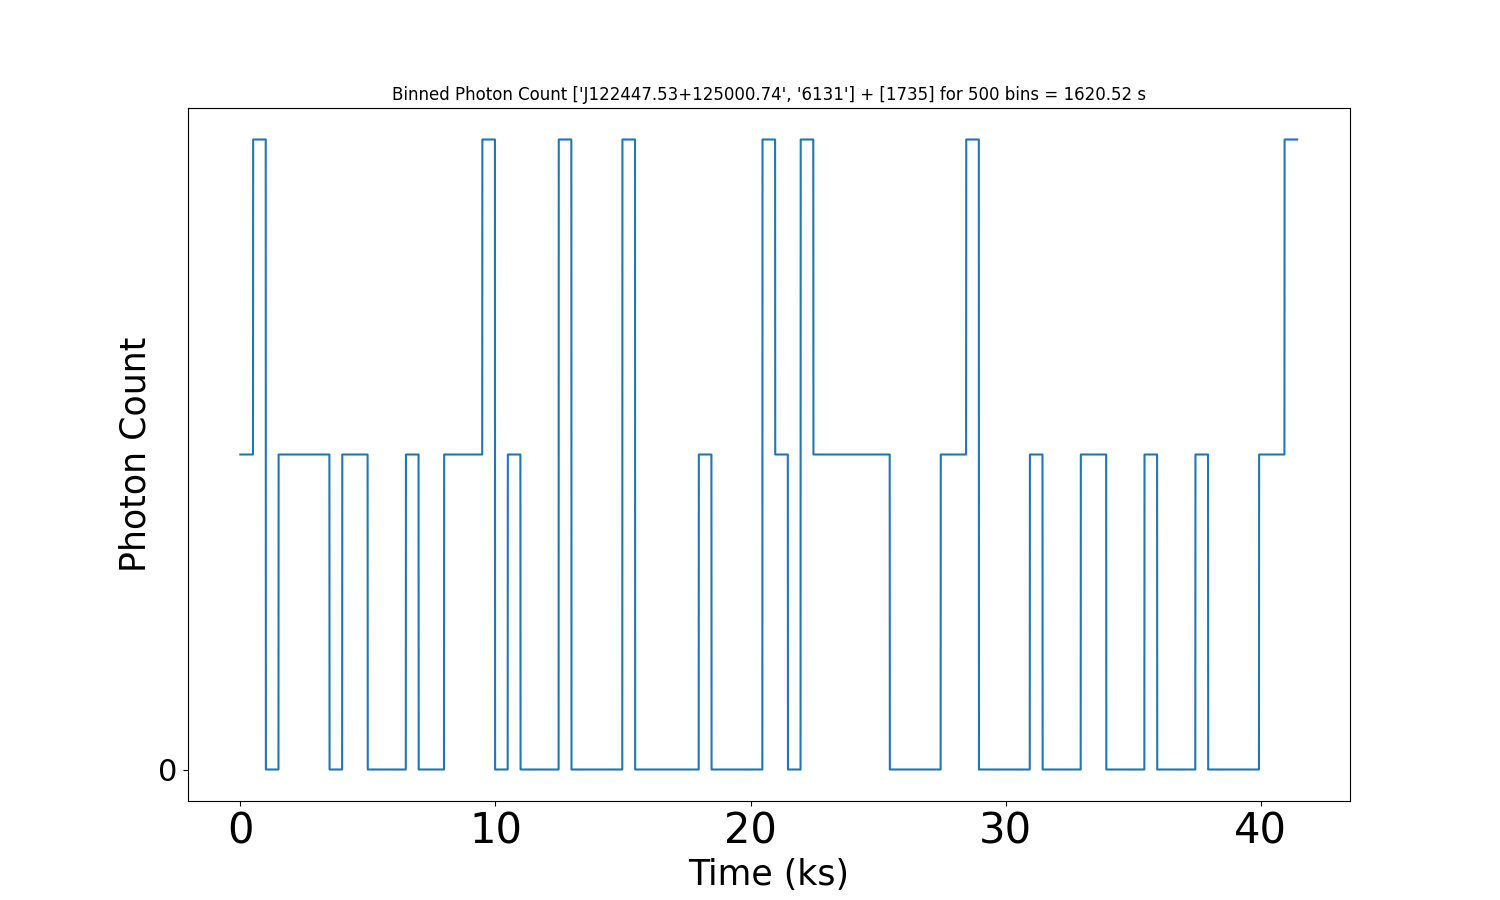 Binned Photon Count ['J122447.53+125000.74', '6131'] + [1735] for 500 bins = 1620.52 s
Photon Count
0
0 10 20 30 40
Time (ks)